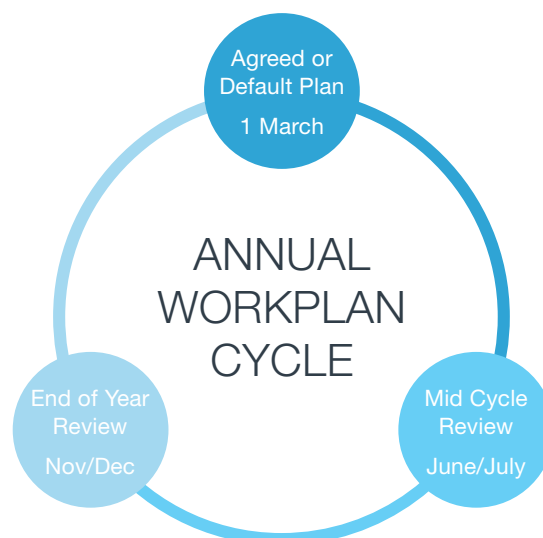 Agreed or
Default Plan
1 March
ANNUAL
WORKPLAN
CYCLE
End of Year
Review
Nov/Dec
Mid Cycle
Review
June/July